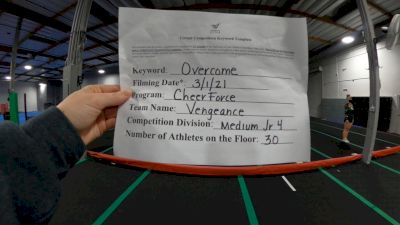 Virtual Competition Keyword Template
Keyword: Overcome
Filming Date*: 3/1/21
Program: CheerForce
Team Name: Vengeance
Competition Division: Medium Jr 4
Number of Athletes on the Floor: 30